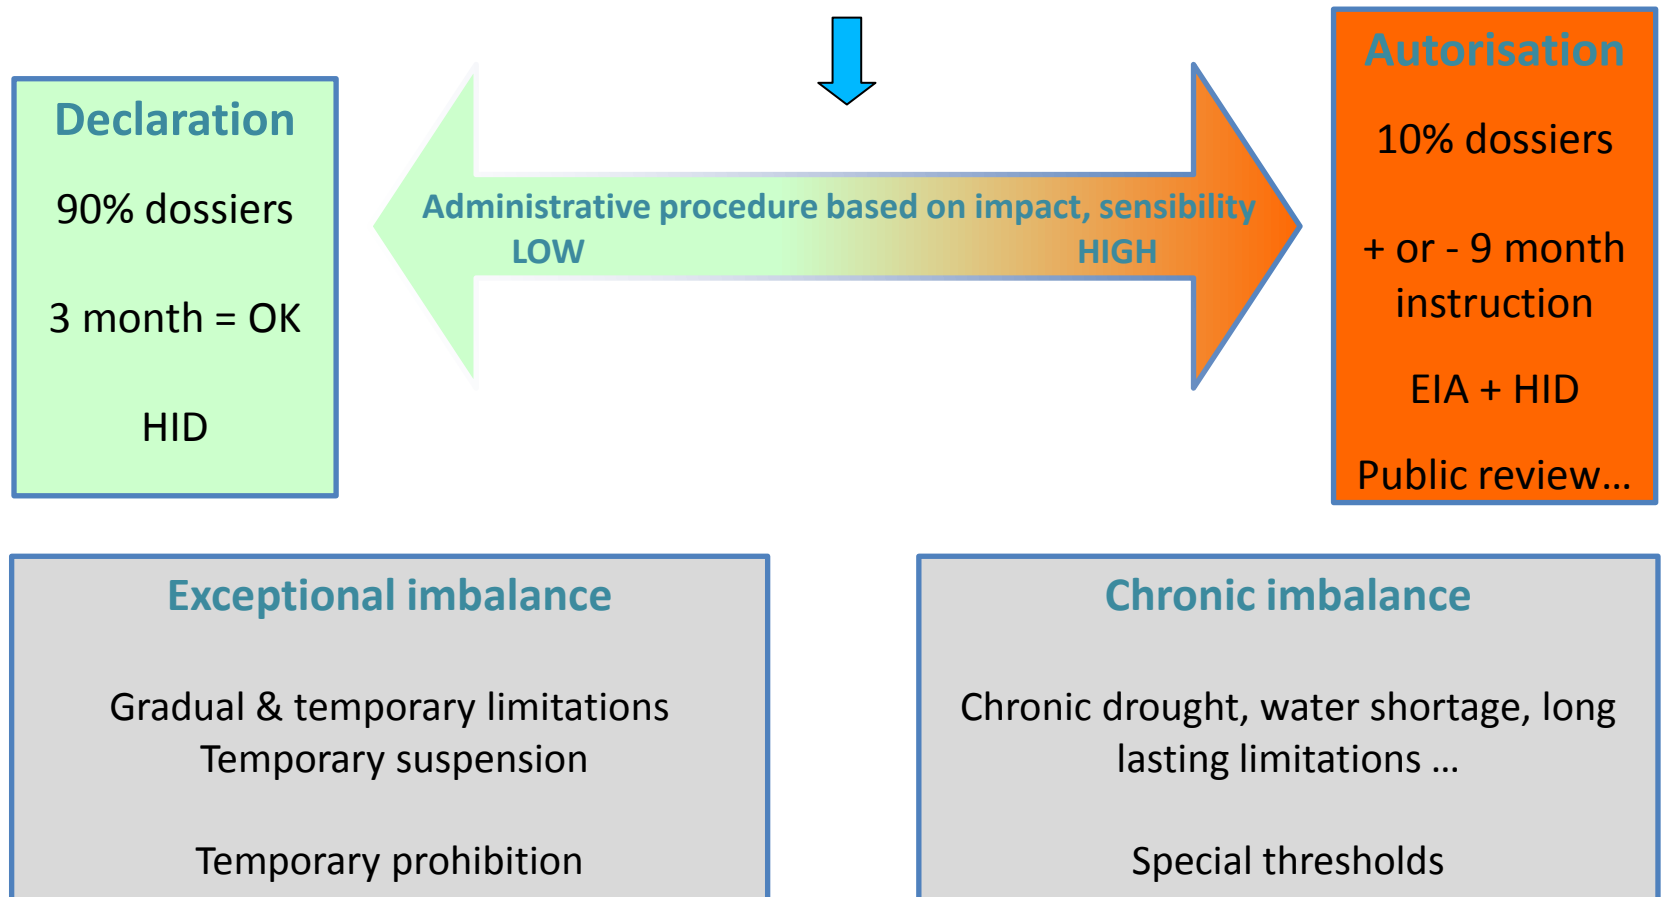 Declaration
90% dossiers
3 month = OK
HID
Administrative procedure based on impact, sensibility
LOW HIGH
Autorisation
10% dossiers
+ or - 9 month
instruction
EIA + HID
Public review…
Exceptional imbalance
Gradual & temporary limitations
Temporary suspension
Temporary prohibition
Chronic imbalance
Chronic drought, water shortage, long
lasting limitations …
Special thresholds